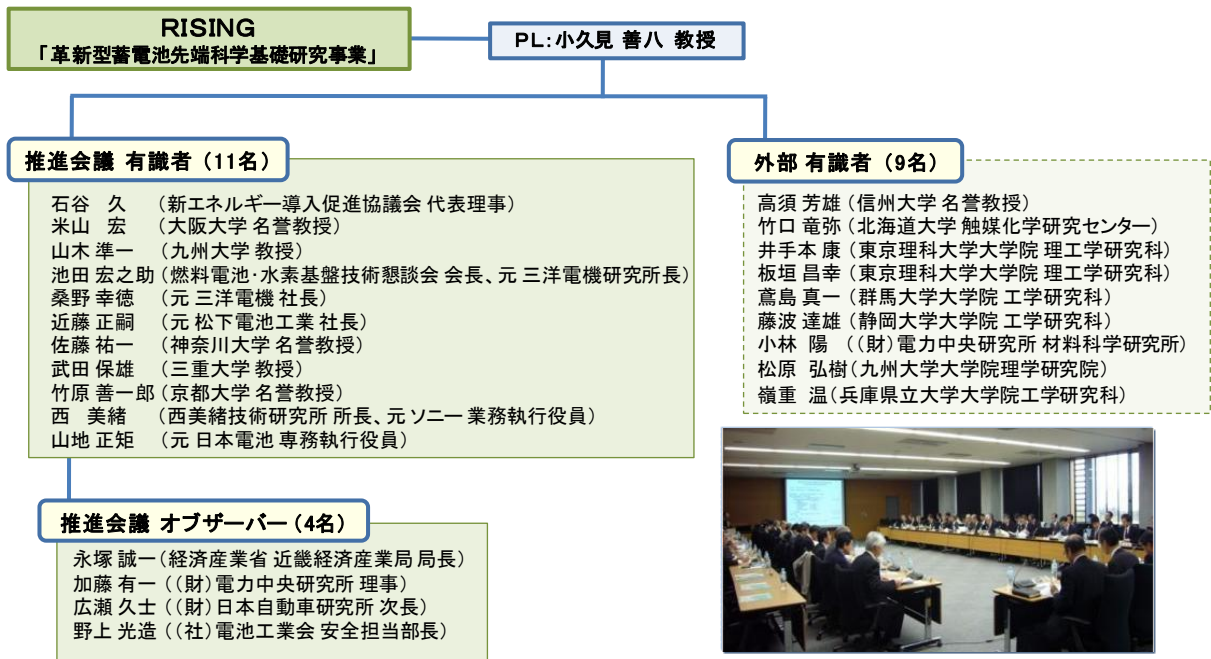 RISING
「革新型蓄電池先端科学基礎研究事業」
PL:小久見 善八 教授
推進会議 有識者 (11名)
石谷 久 (新エネルギー導入促進協議会 代表理事)
米山 宏 (大阪大学 名誉教授)
山木 準一 (九州大学 教授)
池田 宏之助 (燃料電池・水素基盤技術懇談会 会長、元 三洋電機研究所長)
桑野 幸徳 (元 三洋電機 社長)
近藤 正嗣 (元 松下電池工業 社長)
佐藤 祐一 (神奈川大学 名誉教授)
武田 保雄 (三重大学 教授)
竹原 善一郎 (京都大学 名誉教授)
西 美緒 (西美緒技術研究所 所長、元 ソニー 業務執行役員)
山地 正矩 (元 日本電池 専務執行役員)
推進会議 オブザーバー (4名)
永塚 誠一(経済産業省 近畿経済産業局 局長)
加藤 有一 ((財)電力中央研究所 理事)
広瀬 久士 ((財)日本自動車研究所 次長)
野上 光造 ((社)電池工業会 安全担当部長)
外部 有識者 (9名)
高須 芳雄 (信州大学 名誉教授)
竹口 竜弥 (北海道大学 触媒化学研究センター)
井手本 康 (東京理科大学大学院 理工学研究科)
板垣 昌幸 (東京理科大学大学院 理工学研究科)
鳶島 真一 (群馬大学大学院 工学研究科)
藤波 達雄 (静岡大学大学院 工学研究科)
小林 陽 ((財)電力中央研究所 材料科学研究所)
松原 弘樹(九州大学大学院理学研究院)
嶺重 温(兵庫県立大学大学院工学研究科)